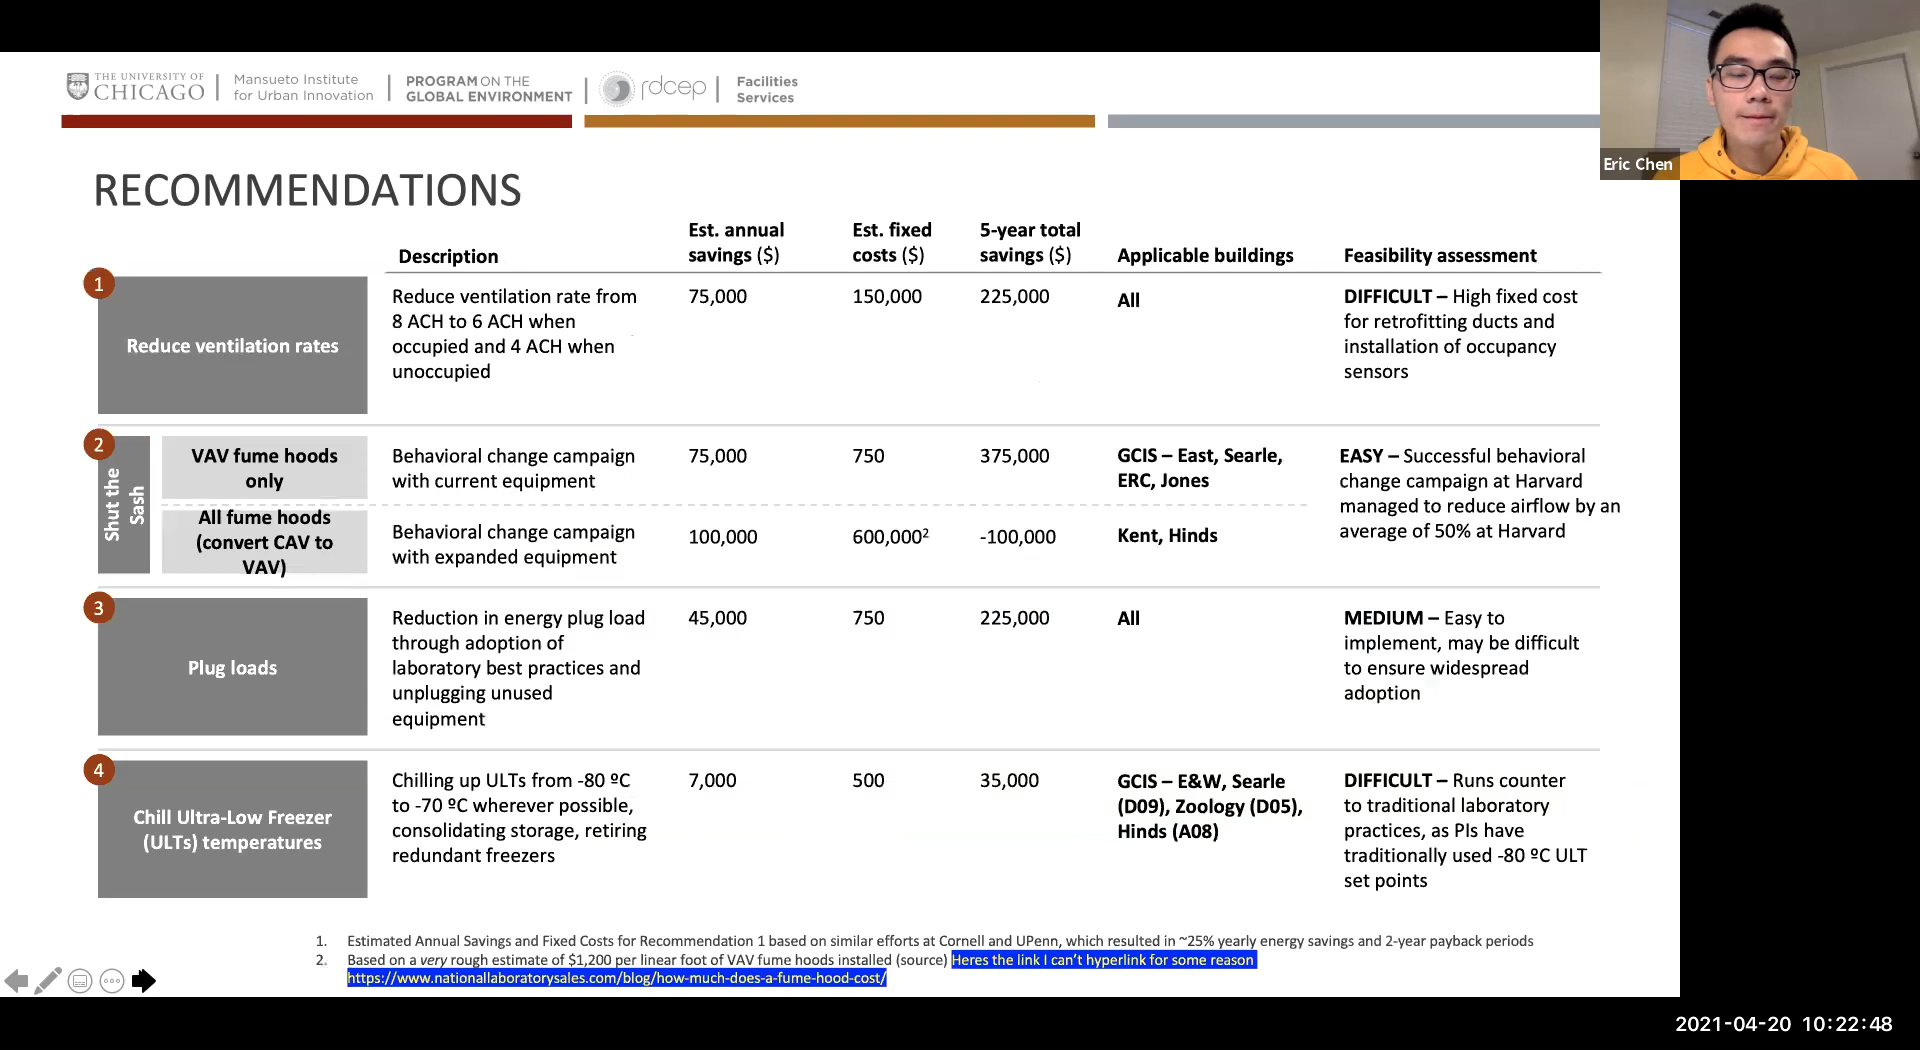 THE UNIVERSITY OF
CHICAGO
Mansueto Institute
for Urban Innovation
PROGRAM ON THE
GLOBAL ENVIRONMENT
rdcep
Facilities
Services
Eric Chen
RECOMMENDATIONS
Description
Est. annual
savings ($)
Est. fixed
costs ($)
5-year total
savings ($)
Applicable buildings
Feasibility assessment
1
Reduce ventilation rates
Reduce ventilation rate from
8 ACH to 6 ACH when
occupied and 4 ACH when
unoccupied
75,000
150,000
225,000
All
DIFFICULT – High fixed cost
for retrofitting ducts and
installation of occupancy
sensors
2
Shut the
Sash
VAV fume hoods
only
Behavioral change campaign
with current equipment
75,000
750
375,000
GCIS – East, Searle,
ERC, Jones
EASY – Successful behavioral
change campaign at Harvard
managed to reduce airflow by an
average of 50% at Harvard
All fume hoods
(convert CAV to
VAV)
Behavioral change campaign
with expanded equipment
100,000
600,000²
-100,000
Kent, Hinds
3
Plug loads
Reduction in energy plug load
through adoption of
laboratory best practices and
unplugging unused
equipment
45,000
750
225,000
All
MEDIUM – Easy to
implement, may be difficult
to ensure widespread
adoption
4
Chill Ultra-Low Freezer
(ULTs) temperatures
Chilling up ULTs from -80 ºC
to -70 ºC wherever possible,
consolidating storage, retiring
redundant freezers
7,000
500
35,000
GCIS – E&W, Searle
(D09), Zoology (D05),
Hinds (A08)
DIFFICULT – Runs counter
to traditional laboratory
practices, as PIs have
traditionally used -80 ºC ULT
set points
1. Estimated Annual Savings and Fixed Costs for Recommendation 1 based on similar efforts at Cornell and UPenn, which resulted in ~25% yearly energy savings and 2-year payback periods
2. Based on a very rough estimate of $1,200 per linear foot of VAV fume hoods installed (source) Heres the link I can't hyperlink for some reason
https://www.nationallaboratorysales.com/blog/how-much-does-a-fume-hood-cost/
2021-04-20 10:22:48